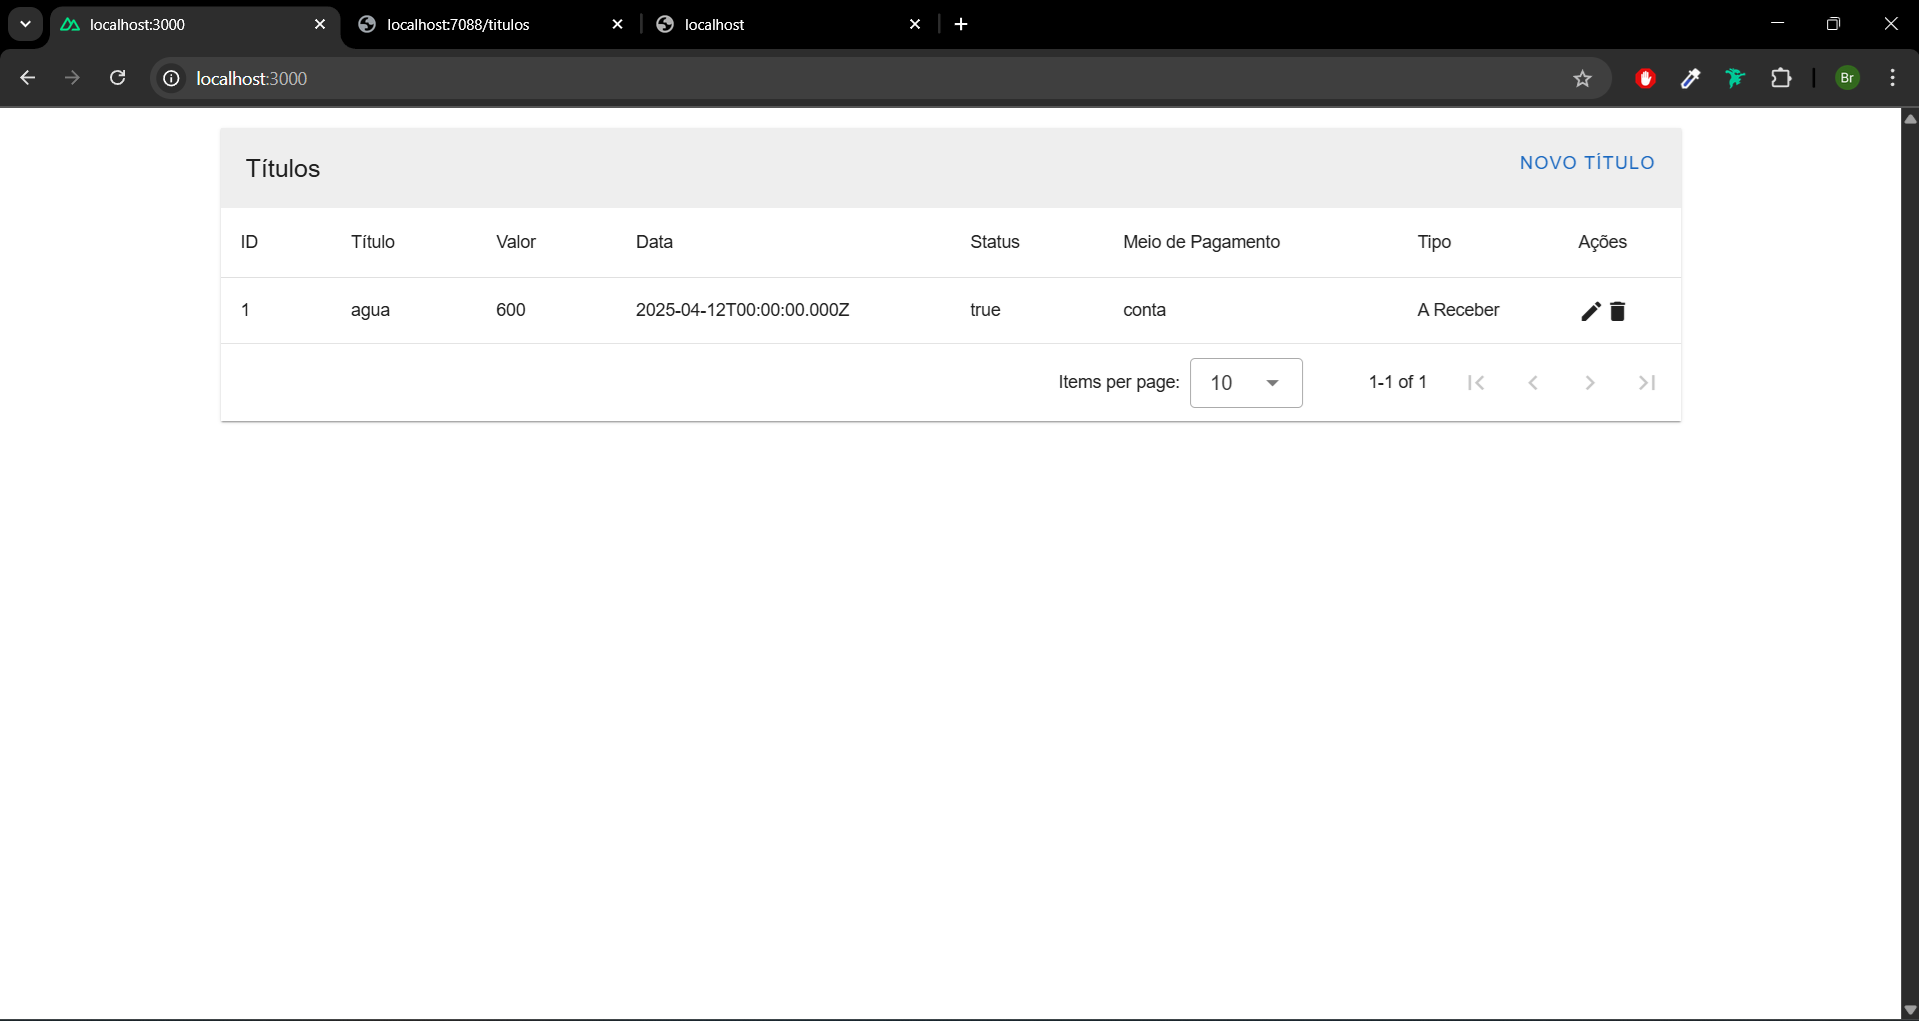 localhost:3000
localhost:7088/titulos
localhost
localhost:3000
Br
Títulos
NOVO TÍTULO
ID Título Valor Data Status Meio de Pagamento Tipo Ações
1 agua 600 2025-04-12T00:00:00.000Z true conta A Receber
Items per page: 10 1-1 of 1